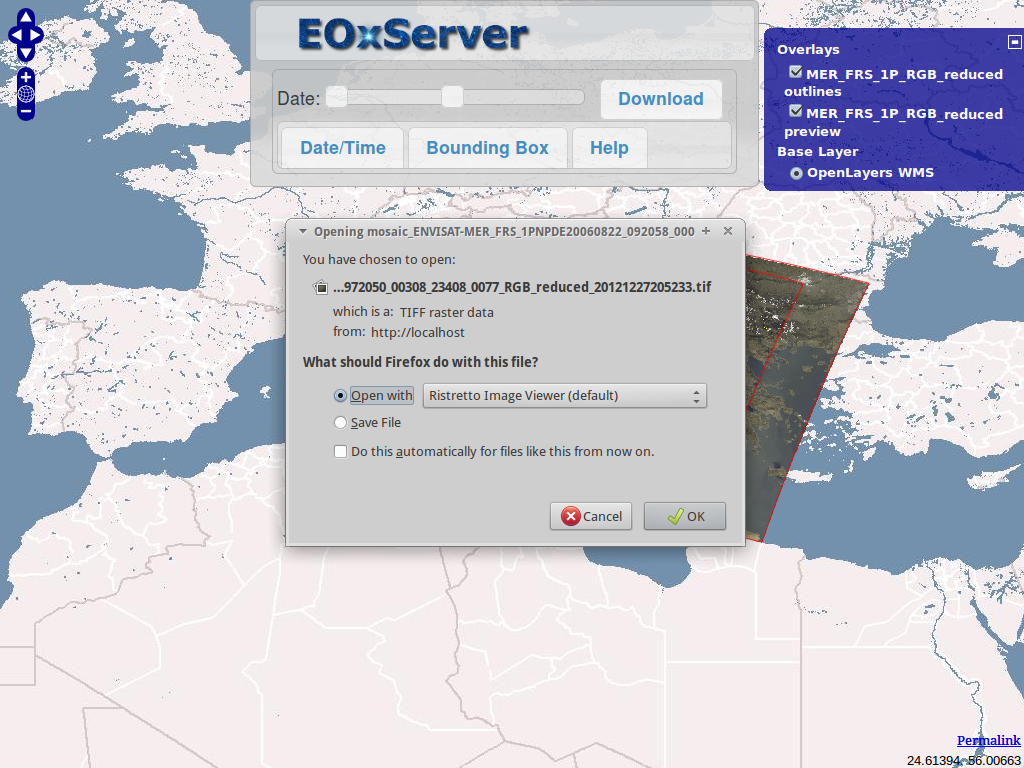 EOxServer
Date:
Download
Date/Time
Bounding Box
Help
Overlays
MER_FRS_1P_RGB_reduced
outlines
MER_FRS_1P_RGB_reduced
preview
Base Layer
OpenLayers WMS
Opening mosaic_ENVISAT-MER_FRS_1PNPDE20060822_092058_000
You have chosen to open:
...972050_00308_23408_0077_RGB_reduced_20121227205233.tif
which is a: TIFF raster data
from: http://localhost
What should Firefox do with this file?
Open with
Ristretto Image Viewer (default)
Save File
Do this automatically for files like this from now on.
Cancel
OK
Permalink
24.61394, 56.00663